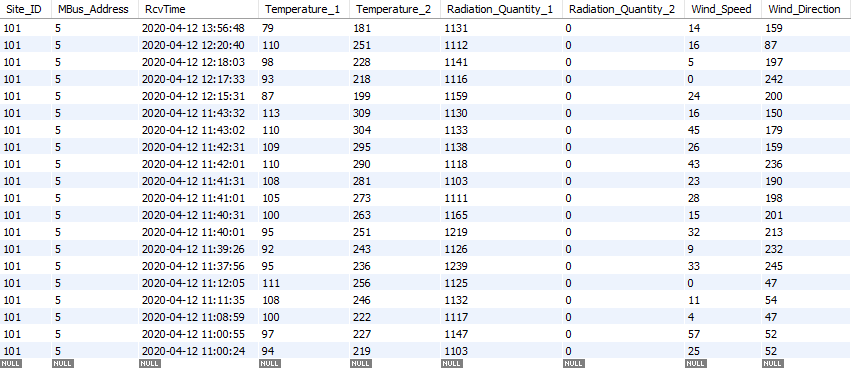 Site_ID MBus_Address RcvTime Temperature_1 Temperature_2 Radiation_Quantity_1 Radiation_Quantity_2 Wind_Speed Wind_Direction
101 5 2020-04-12 13:56:48 79 181 1131 0 14 159
101 5 2020-04-12 12:20:40 110 251 1112 0 16 87
101 5 2020-04-12 12:18:03 98 228 1141 0 5 197
101 5 2020-04-12 12:17:33 93 218 1116 0 0 242
101 5 2020-04-12 12:15:31 87 199 1159 0 24 200
101 5 2020-04-12 11:43:32 113 309 1130 0 16 150
101 5 2020-04-12 11:43:02 110 304 1133 0 45 179
101 5 2020-04-12 11:42:31 109 295 1138 0 26 159
101 5 2020-04-12 11:42:01 110 290 1118 0 43 236
101 5 2020-04-12 11:41:31 108 281 1103 0 23 190
101 5 2020-04-12 11:41:01 105 273 1111 0 28 198
101 5 2020-04-12 11:40:31 100 263 1165 0 15 201
101 5 2020-04-12 11:40:01 95 251 1219 0 32 213
101 5 2020-04-12 11:39:26 92 243 1126 0 9 232
101 5 2020-04-12 11:37:56 95 236 1239 0 33 245
101 5 2020-04-12 11:12:05 111 256 1125 0 0 47
101 5 2020-04-12 11:11:35 108 246 1132 0 11 54
101 5 2020-04-12 11:08:59 100 222 1117 0 4 47
101 5 2020-04-12 11:00:55 97 227 1147 0 57 52
101 5 2020-04-12 11:00:24 94 219 1103 0 25 52
NULL NULL NULL NULL NULL NULL NULL NULL NULL